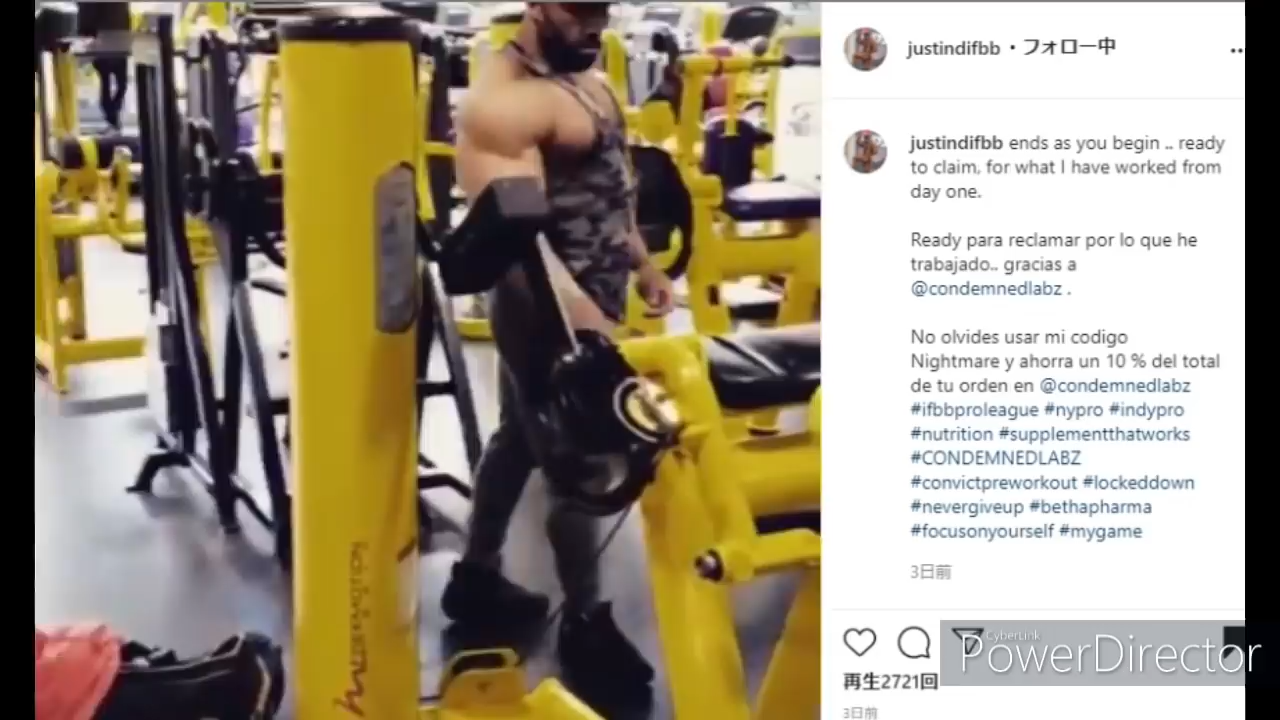 justindifbb • フォロー中
justindifbb ends as you begin .. ready
to claim, for what I have worked from
day one.
Ready para reclamar por lo que he
trabajado.. gracias a
@condemnedlabz .
No olvides usar mi codigo
Nightmare y ahorra un 10 % del total
de tu orden en @condemnedlabz
#ifbbproleague #nypro #indypro
#nutrition #supplementthatworks
#CONDEMNEDLABZ
#convictpreworkout #lockeddown
#nevergiveup #bethapharma
#focusonyourself #mygame
3日前
再生2721回
3日前
CyberLink
PowerDirector